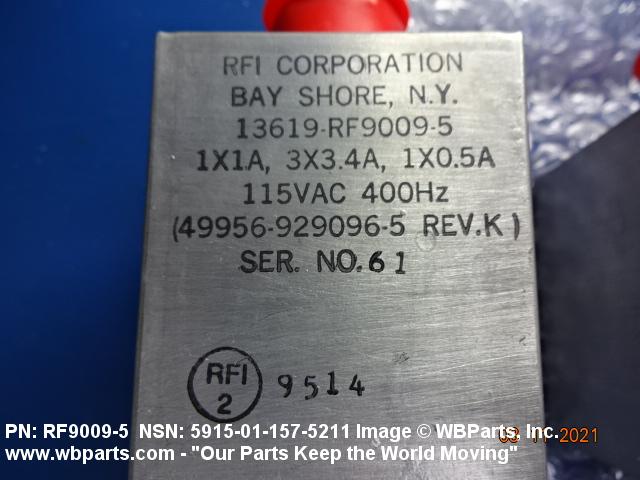 RFI CORPORATION
BAY SHORE, N.Y.
13619-RF9009-5
1X1A, 3X3.4A, 1X0.5A
115VAC 400Hz
(49956-929096-5 REV.K)
SER. NO. 61
RFI
2
9514
PN: RF9009-5 NSN: 5915-01-157-5211 Image © WBParts, Inc.
www.wbparts.com - "Our Parts Keep the World Moving"
2021